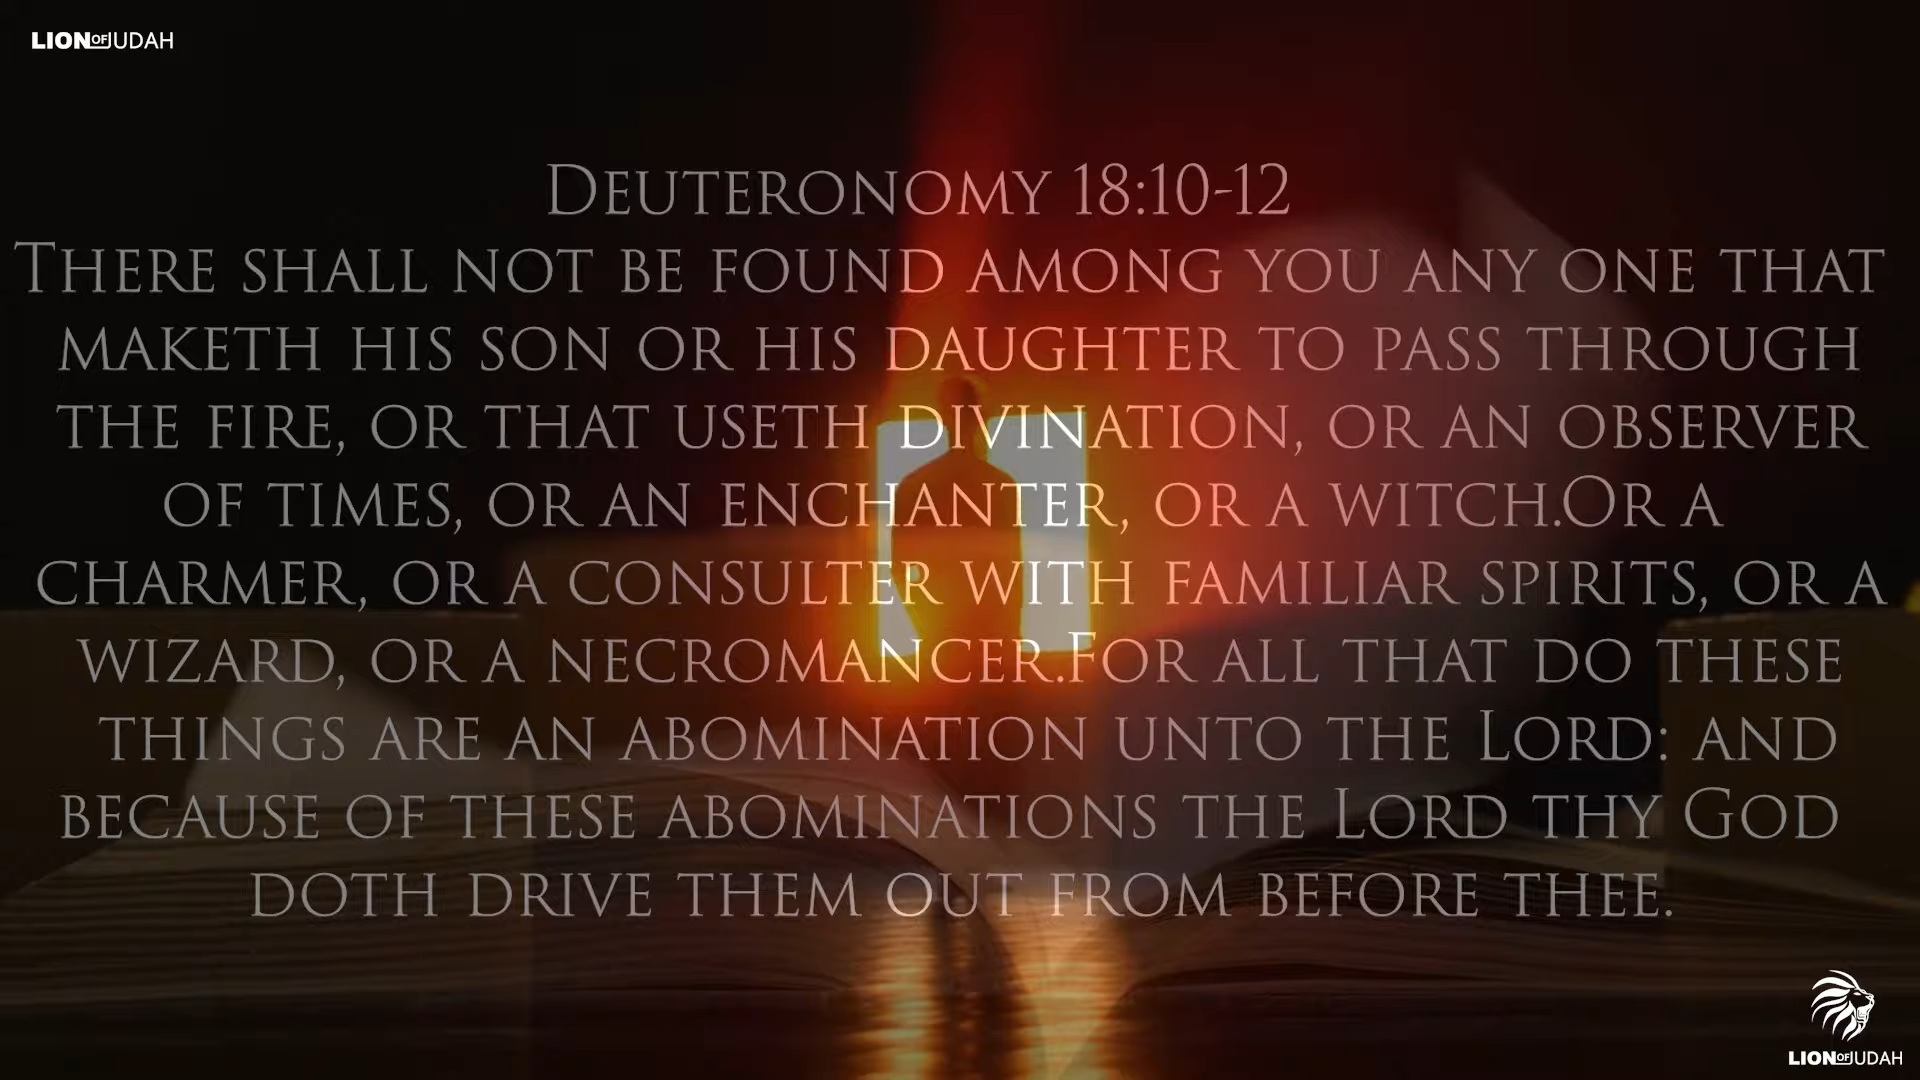 LIONOFJUDAH
Deuteronomy 18:10-12
There shall not be found among you any one that
maketh his son or his daughter to pass through
the fire, or that useth divination, or an observer
of times, or an enchanter, or a witch.Or a
charmer, or a consulter with familiar spirits, or a
wizard, or a necromancer.For all that do these
things are an abomination unto the Lord: and
because of these abominations the Lord thy God
doth drive them out from before thee.
LIONOFJUDAH